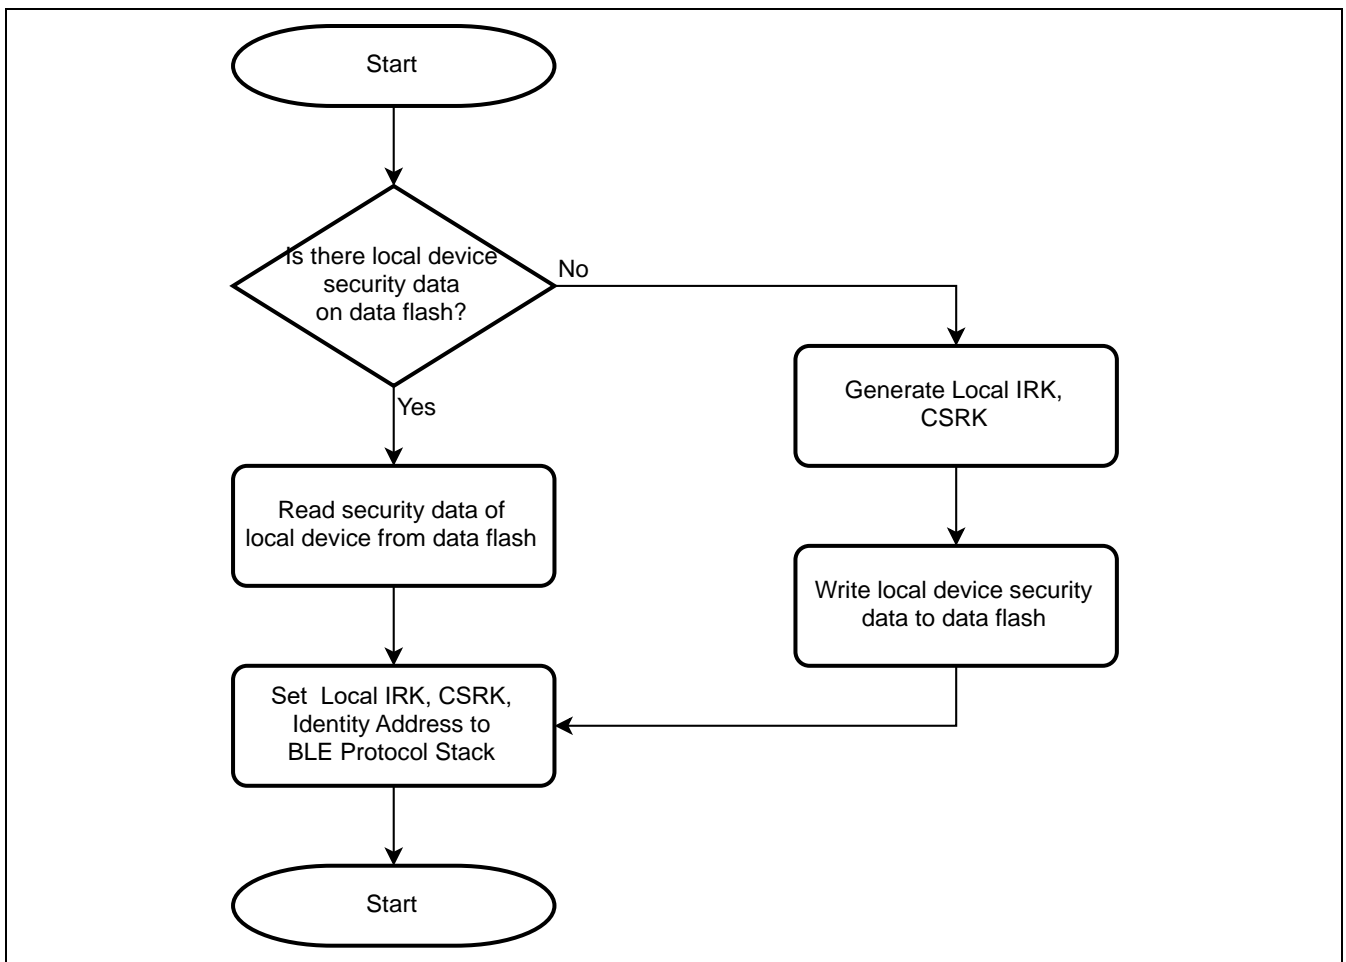 Start
Is there local device
security data
on data flash?
No
Yes
Generate Local IRK,
CSRK
Read security data of
local device from data flash
Write local device security
data to data flash
Set  Local IRK, CSRK,
Identity Address to
BLE Protocol Stack
Start